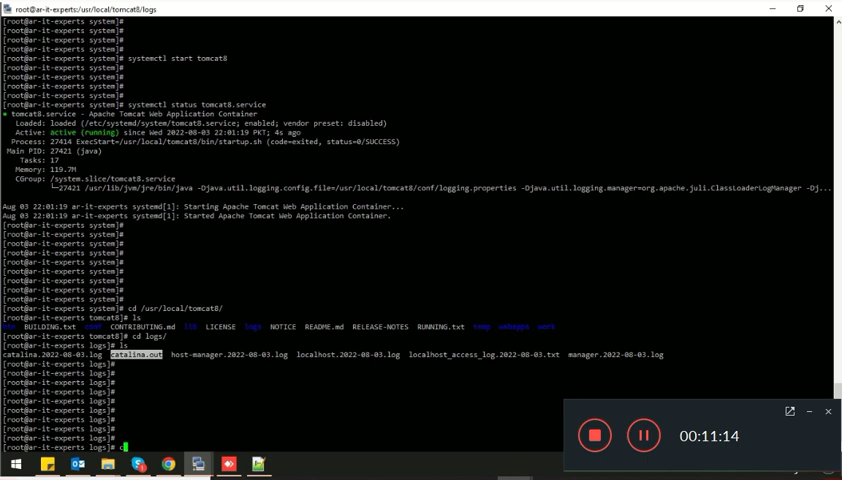 root@ar-it-experts:/usr/local/tomcat8/logs
[root@ar-it-experts system]#
[root@ar-it-experts system]#
[root@ar-it-experts system]#
[root@ar-it-experts system]#
[root@ar-it-experts system]# systemctl start tomcat8
[root@ar-it-experts system]#
[root@ar-it-experts system]#
[root@ar-it-experts system]#
[root@ar-it-experts system]#
[root@ar-it-experts system]# systemctl status tomcat8.service
● tomcat8.service - Apache Tomcat Web Application Container
Loaded: loaded (/etc/systemd/system/tomcat8.service; enabled; vendor preset: disabled)
Active: active (running) since Wed 2022-08-03 22:01:19 PKT; 4s ago
Process: 27414 ExecStart=/usr/local/tomcat8/bin/startup.sh (code=exited, status=0/SUCCESS)
Main PID: 27421 (java)
Tasks: 17
Memory: 119.7M
CGroup: /system.slice/tomcat8.service
└─27421 /usr/lib/jvm/jre/bin/java -Djava.util.logging.config.file=/usr/local/tomcat8/conf/logging.properties -Djava.util.logging.manager=org.apache.juli.ClassLoaderLogManager -Dj...
Aug 03 22:01:19 ar-it-experts systemd[1]: Starting Apache Tomcat Web Application Container...
Aug 03 22:01:19 ar-it-experts systemd[1]: Started Apache Tomcat Web Application Container.
[root@ar-it-experts system]#
[root@ar-it-experts system]#
[root@ar-it-experts system]#
[root@ar-it-experts system]#
[root@ar-it-experts system]#
[root@ar-it-experts system]#
[root@ar-it-experts system]#
[root@ar-it-experts system]#
[root@ar-it-experts system]#
[root@ar-it-experts system]# cd /usr/local/tomcat8/
[root@ar-it-experts tomcat8]# ls
bin BUILDING.txt conf CONTRIBUTING.md lib LICENSE logs NOTICE README.md RELEASE-NOTES RUNNING.txt temp webapps work
[root@ar-it-experts tomcat8]# cd logs/
[root@ar-it-experts logs]# ls
catalina.2022-08-03.log catalina.out host-manager.2022-08-03.log localhost.2022-08-03.log localhost_access_log.2022-08-03.txt manager.2022-08-03.log
[root@ar-it-experts logs]#
[root@ar-it-experts logs]#
[root@ar-it-experts logs]#
[root@ar-it-experts logs]#
[root@ar-it-experts logs]#
[root@ar-it-experts logs]#
[root@ar-it-experts logs]#
[root@ar-it-experts logs]#
[root@ar-it-experts logs]#
[root@ar-it-experts logs]# c
00:11:14